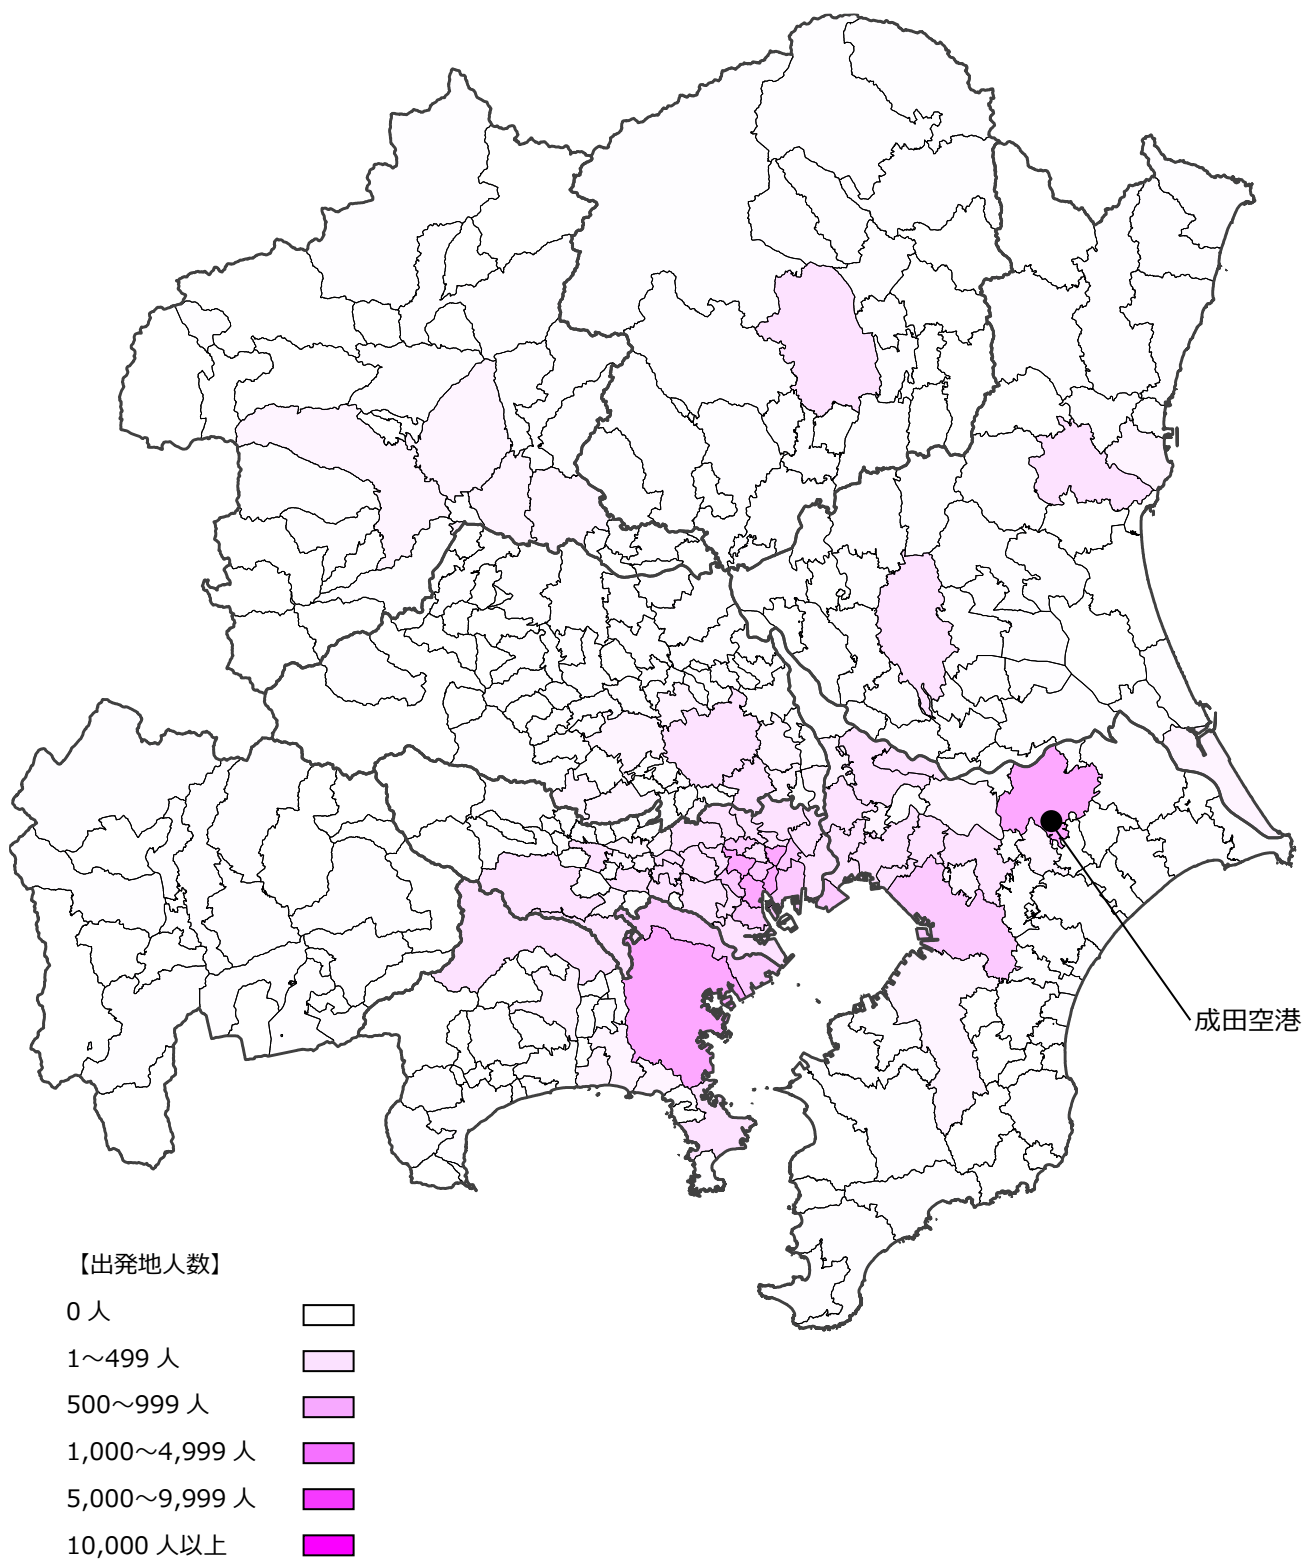 成田空港
【出発地人数】
0 人
1～499 人
500～999 人
1,000～4,999 人
5,000～9,999 人
10,000 人以上